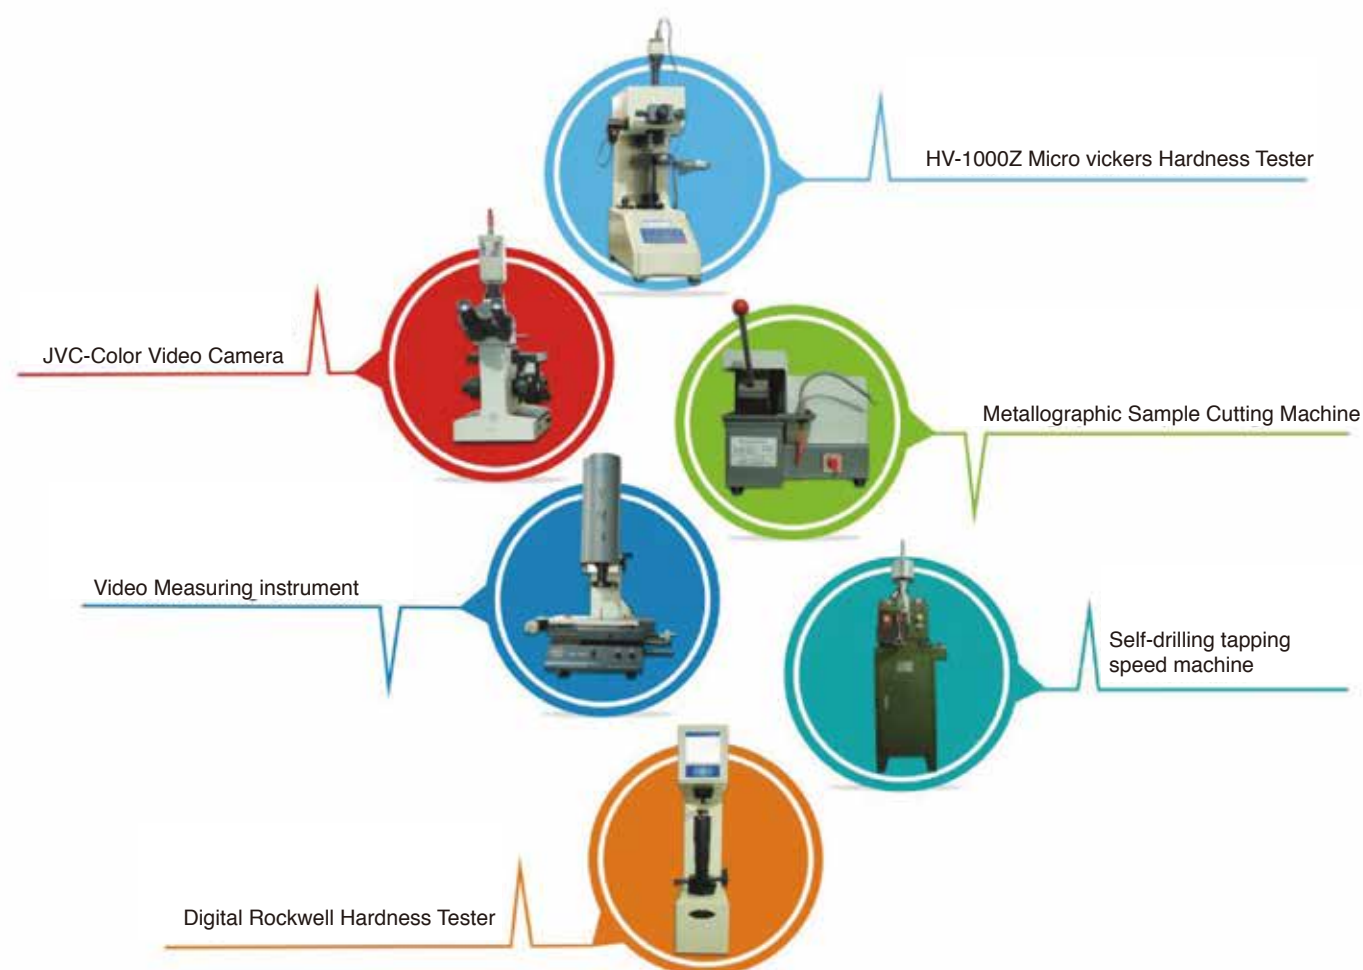 HV-1000Z Micro vickers Hardness Tester
JVC-Color Video Camera
Metallographic Sample Cutting Machine
Video Measuring instrument
Self-drilling tapping
speed machine
Digital Rockwell Hardness Tester